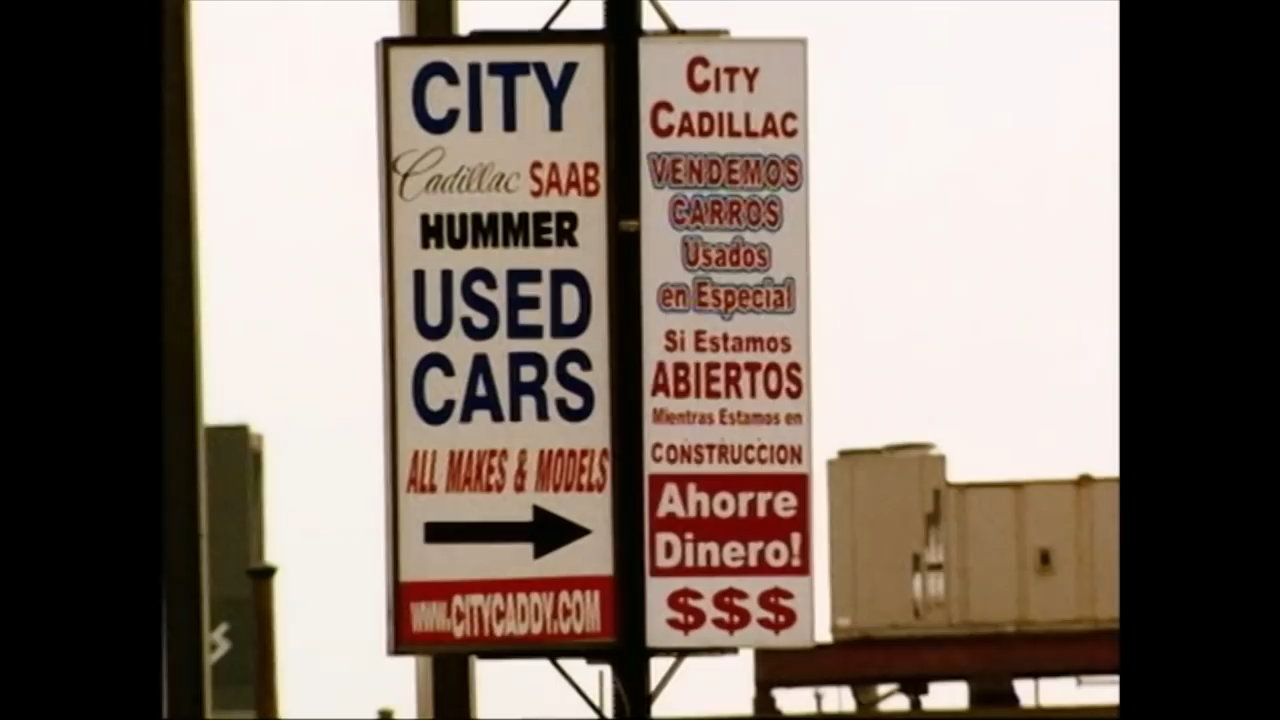 CITY
Cadillac SAAB
HUMMER
USED
CARS
ALL MAKES & MODELS
WWW.CITYCADDY.COM
CITY
CADILLAC
VENDEMOS
CARROS
Usados
en Especial
Si Estamos
ABIERTOS
Mientras Estamos en
CONSTRUCCION
Ahorre
Dinero!
$$$